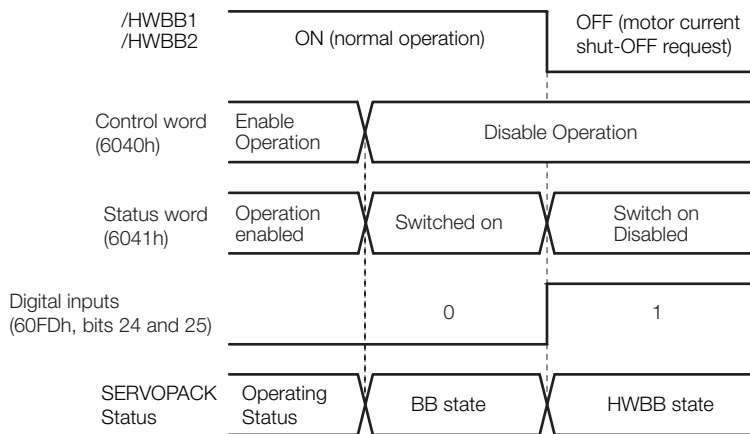 /HWBB1
/HWBB2
ON (normal operation)
OFF (motor current
shut-OFF request)
Control word
(6040h)
Enable
Operation
Disable Operation
Status word
(6041h)
Operation
enabled
Switched on
Switch on
Disabled
Digital inputs
(60FDh, bits 24 and 25)
0
1
SERVOPACK
Status
Operating
Status
BB state
HWBB state